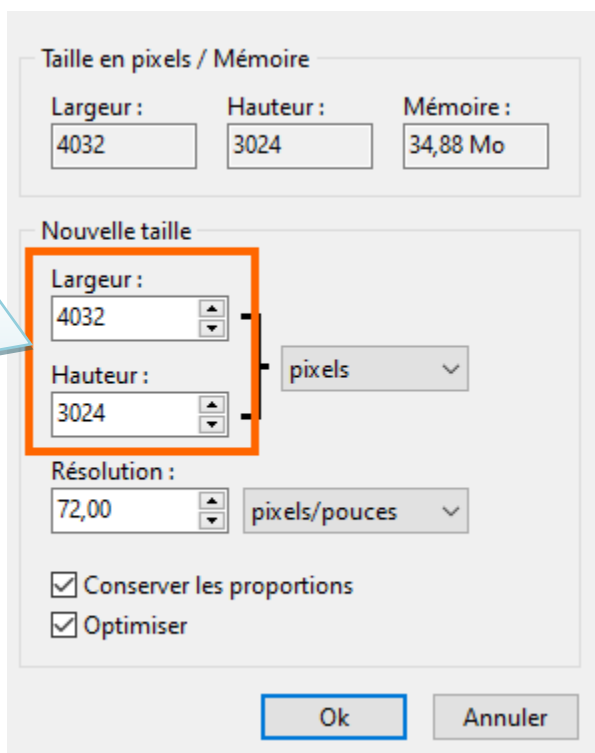 Taille en pixels / Mémoire
Largeur : Hauteur : Mémoire :
4032 3024 34,88 Mo
Nouvelle taille
Largeur :
4032
pixels
Hauteur :
3024
Résolution :
72,00 pixels/pouces
Conserver les proportions
Optimiser
Ok Annuler